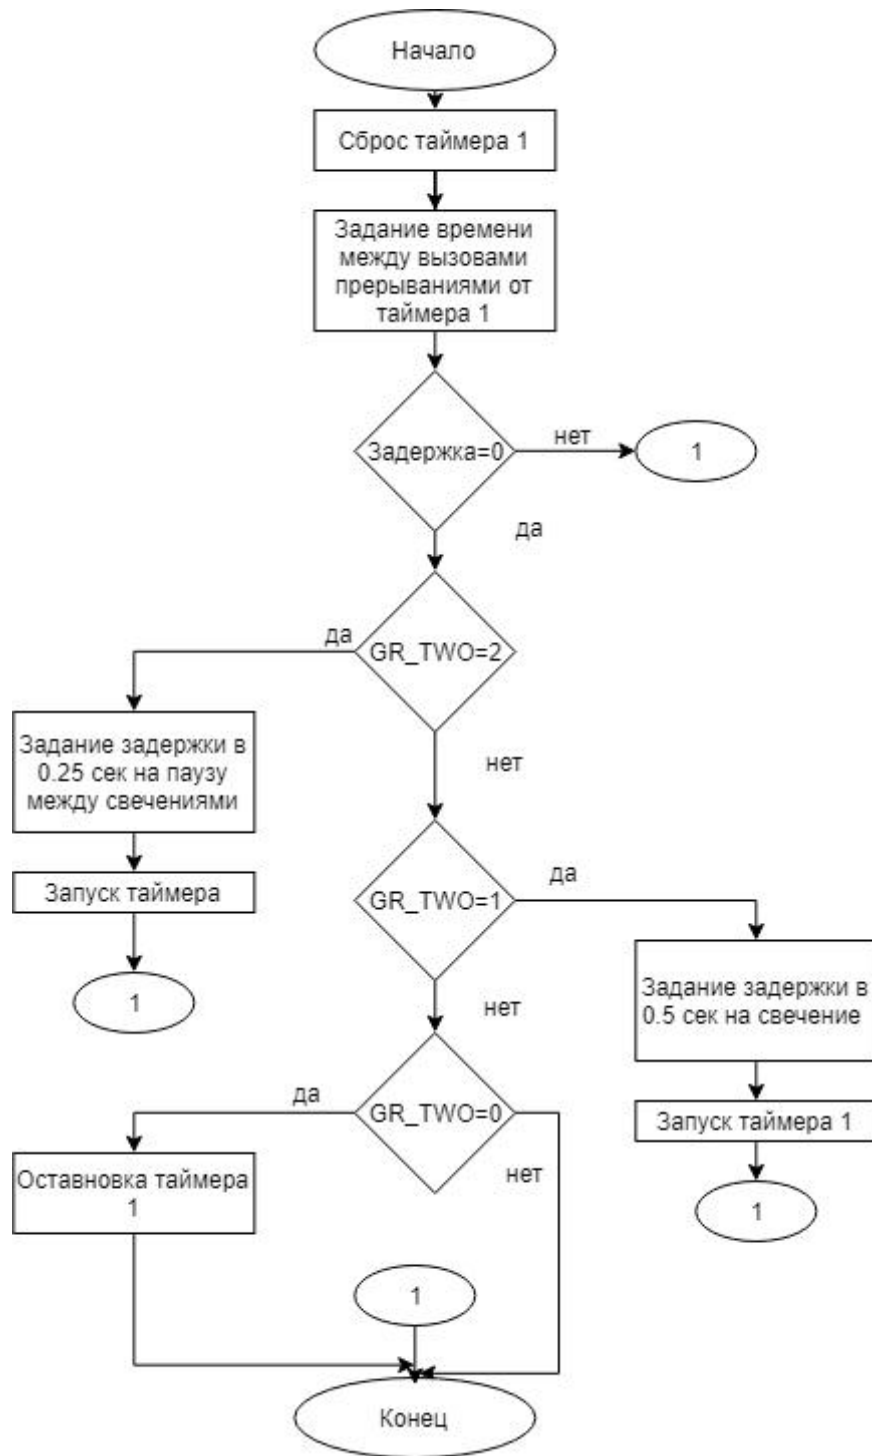 Начало
Сброс таймера 1
Задание времени
между вызовами
прерываниями от
таймера 1
Задержка=0
нет
1
да
GR_TWO=2
да
Задание задержки в
0.25 сек на паузу
между свечениями
нет
Запуск таймера
GR_TWO=1
да
1
Задание задержки в
0.5 сек на свечение
нет
GR_TWO=0
да
Запуск таймера 1
нет
Оставновка таймера
1
1
1
Конец